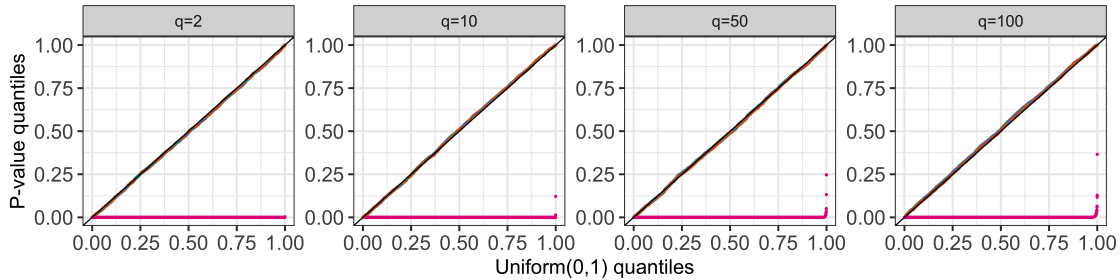 q=2 q=10 q=50 q=100
P-value quantiles
1.00 1.00 1.00 1.00
0.75 0.75 0.75 0.75
0.50 0.50 0.50 0.50
0.25 0.25 0.25 0.25
0.00 0.00 0.00 0.00
0.00 0.25 0.50 0.75 1.00 0.00 0.25 0.50 0.75 1.00 0.00 0.25 0.50 0.75 1.00 0.00 0.25 0.50 0.75 1.00
Uniform(0,1) quantiles